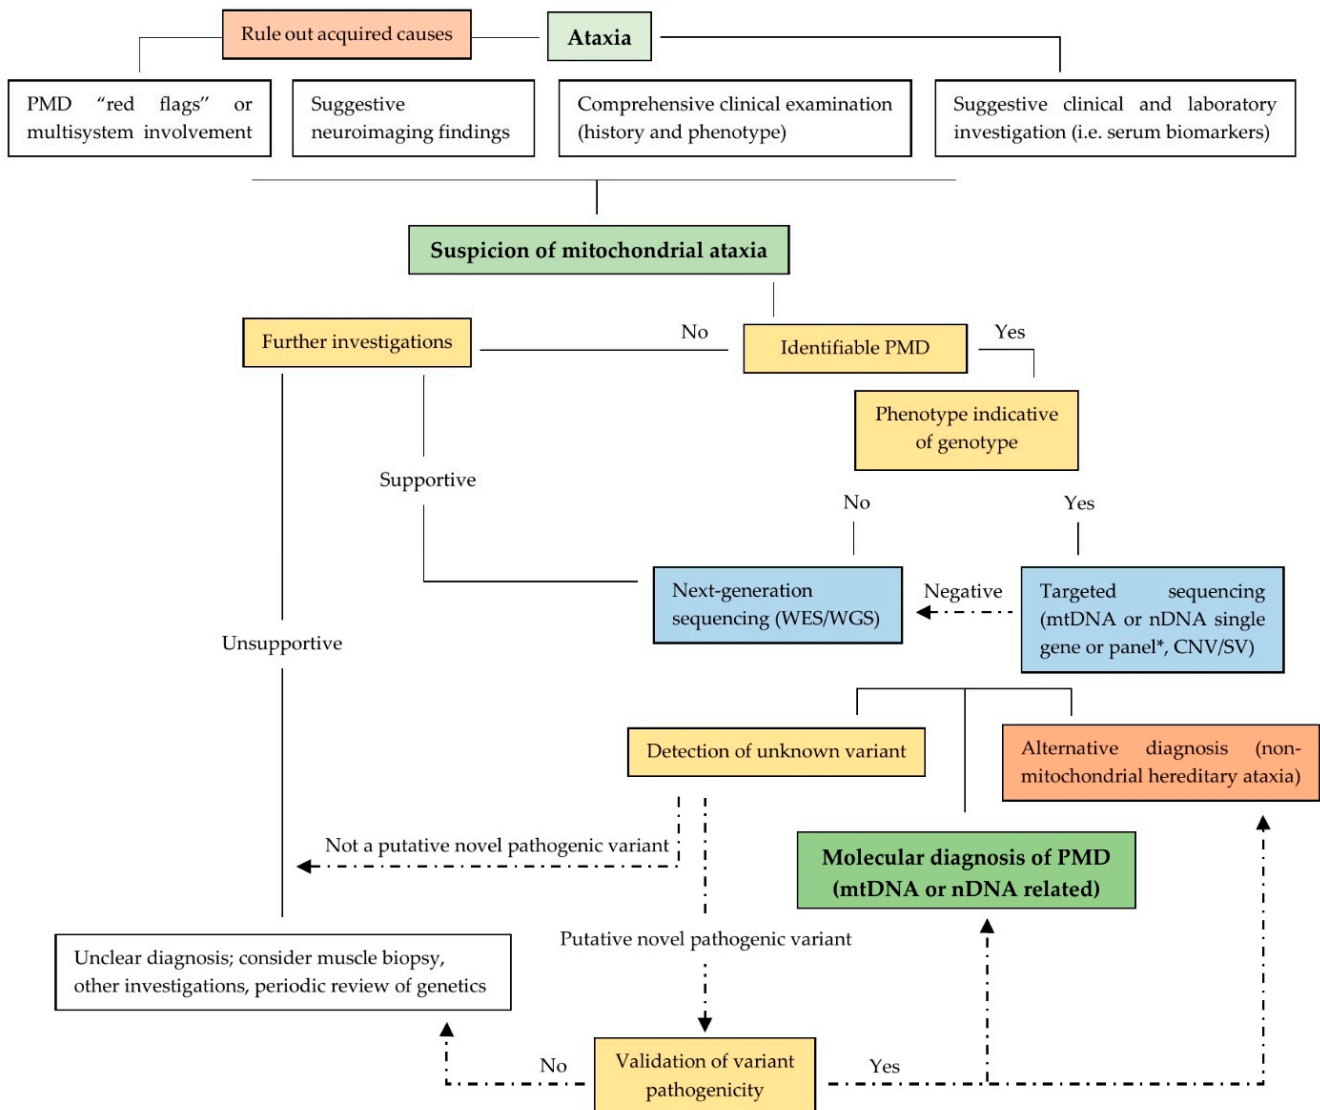 Rule out acquired causes
Ataxia
PMD “red flags” or
multisystem involvement
Suggestive
neuroimaging findings
Comprehensive clinical examination
(history and phenotype)
Suggestive clinical and laboratory
investigation (i.e. serum biomarkers)
Suspicion of mitochondrial ataxia
Further investigations
No
Identifiable PMD
Yes
Phenotype indicative
of genotype
Supportive
No
Yes
Next-generation
sequencing (WES/WGS)
Negative
Targeted sequencing
(mtDNA or nDNA single
gene or panel*, CNV/SV)
Unsupportive
Detection of unknown variant
Alternative diagnosis (non-
mitochondrial hereditary ataxia)
Not a putative novel pathogenic variant
Molecular diagnosis of PMD
(mtDNA or nDNA related)
Putative novel pathogenic variant
Unclear diagnosis; consider muscle biopsy,
other investigations, periodic review of genetics
No
Validation of variant
pathogenicity
Yes